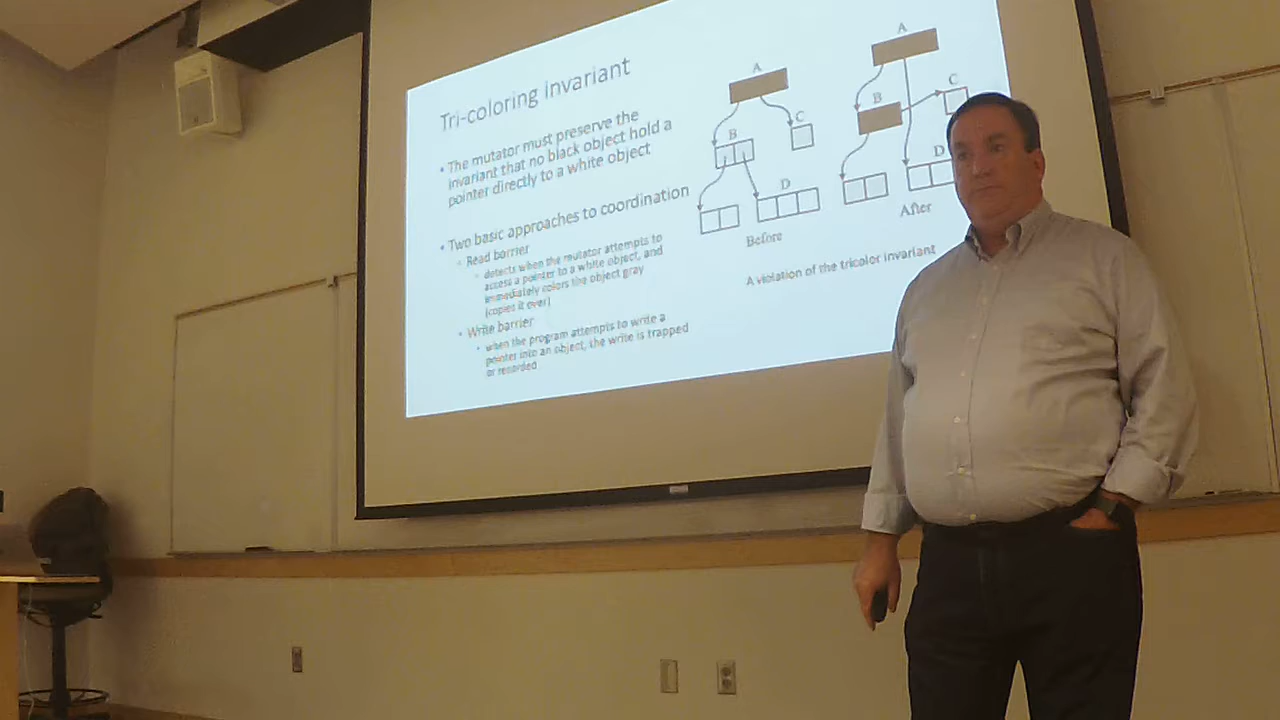 Tri-coloring invariant
• The mutator must preserve the
invariant that no black object hold a
pointer directly to a white object
• Two basic approaches to coordination
• Read barrier
• detects when the mutator attempts to
access a pointer to a white object, and
immediately colors the object gray
(copies it over)
• Write barrier
• when the program attempts to write a
pointer into an object, the write is trapped
or recorded
A
B
C
D
Before
A
B
C
D
After
A violation of the tricolor invariant